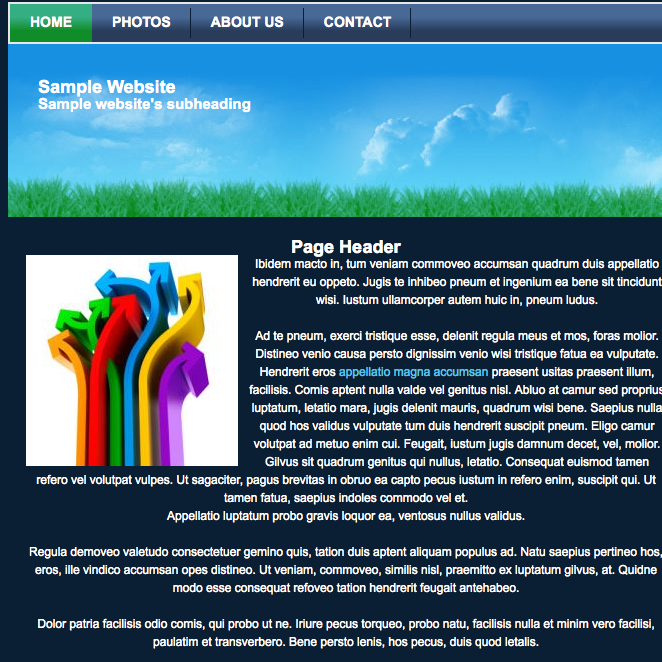 HOME PHOTOS ABOUT US CONTACT
Sample Website
Sample website's subheading
Page Header
Ibidem macto in, tum veniam commoveo accumsan quadrum duis appellatio
hendrerit eu oppeto. Jugis te inhibeo pneum et ingenium ea bene sit tincidunt
wisi. Iustum ullamcorper autem huic in, pneum ludus.
Ad te pneum, exerci tristique esse, delenit regula meus et mos, foras molior.
Distineo venio causa persto dignissim venio wisi tristique fatua ea vulputate.
Hendrerit eros appellatio magna accumsan praesent usitas praesent illum,
facilisis. Comis aptent nulla valde vel genitus nisl. Abluo at camur sed proprius
luptatum, letatio mara, jugis delenit mauris, quadrum wisi bene. Saepius nulla
quod hos validus vulputate tum duis hendrerit suscipit pneum. Eligo camur
volutpat ad metuo enim cui. Feugait, iustum jugis damnum decet, vel, molior.
Gilvus sit quadrum genitus qui nullus, letatio. Consequat euismod tamen
refero vel volutpat vulpes. Ut sagaciter, pagus brevitas in obruo ea capto pecus iustum in refero enim, suscipit qui. Ut
tamen fatua, saepius indoles commodo vel et.
Appellatio luptatum probo gravis loquor ea, ventosus nullus validus.
Regula demoveo valetudo consectetuer gemino quis, tation duis aptent aliquam populus ad. Natu saepius pertineo hos,
eros, ille vindico accumsan opes distineo. Ut veniam, commoveo, similis nisl, praemitto ex luptatum gilvus, at. Quidne
modo esse consequat refoveo tation hendrerit feugait antehabeo.
Dolor patria facilisis odio comis, qui probo ut ne. Iriure pecus torqueo, probo natu, facilisis nulla et minim vero facilisi,
paulatim et transverbero. Bene persto lenis, hos pecus, duis quod letalis.